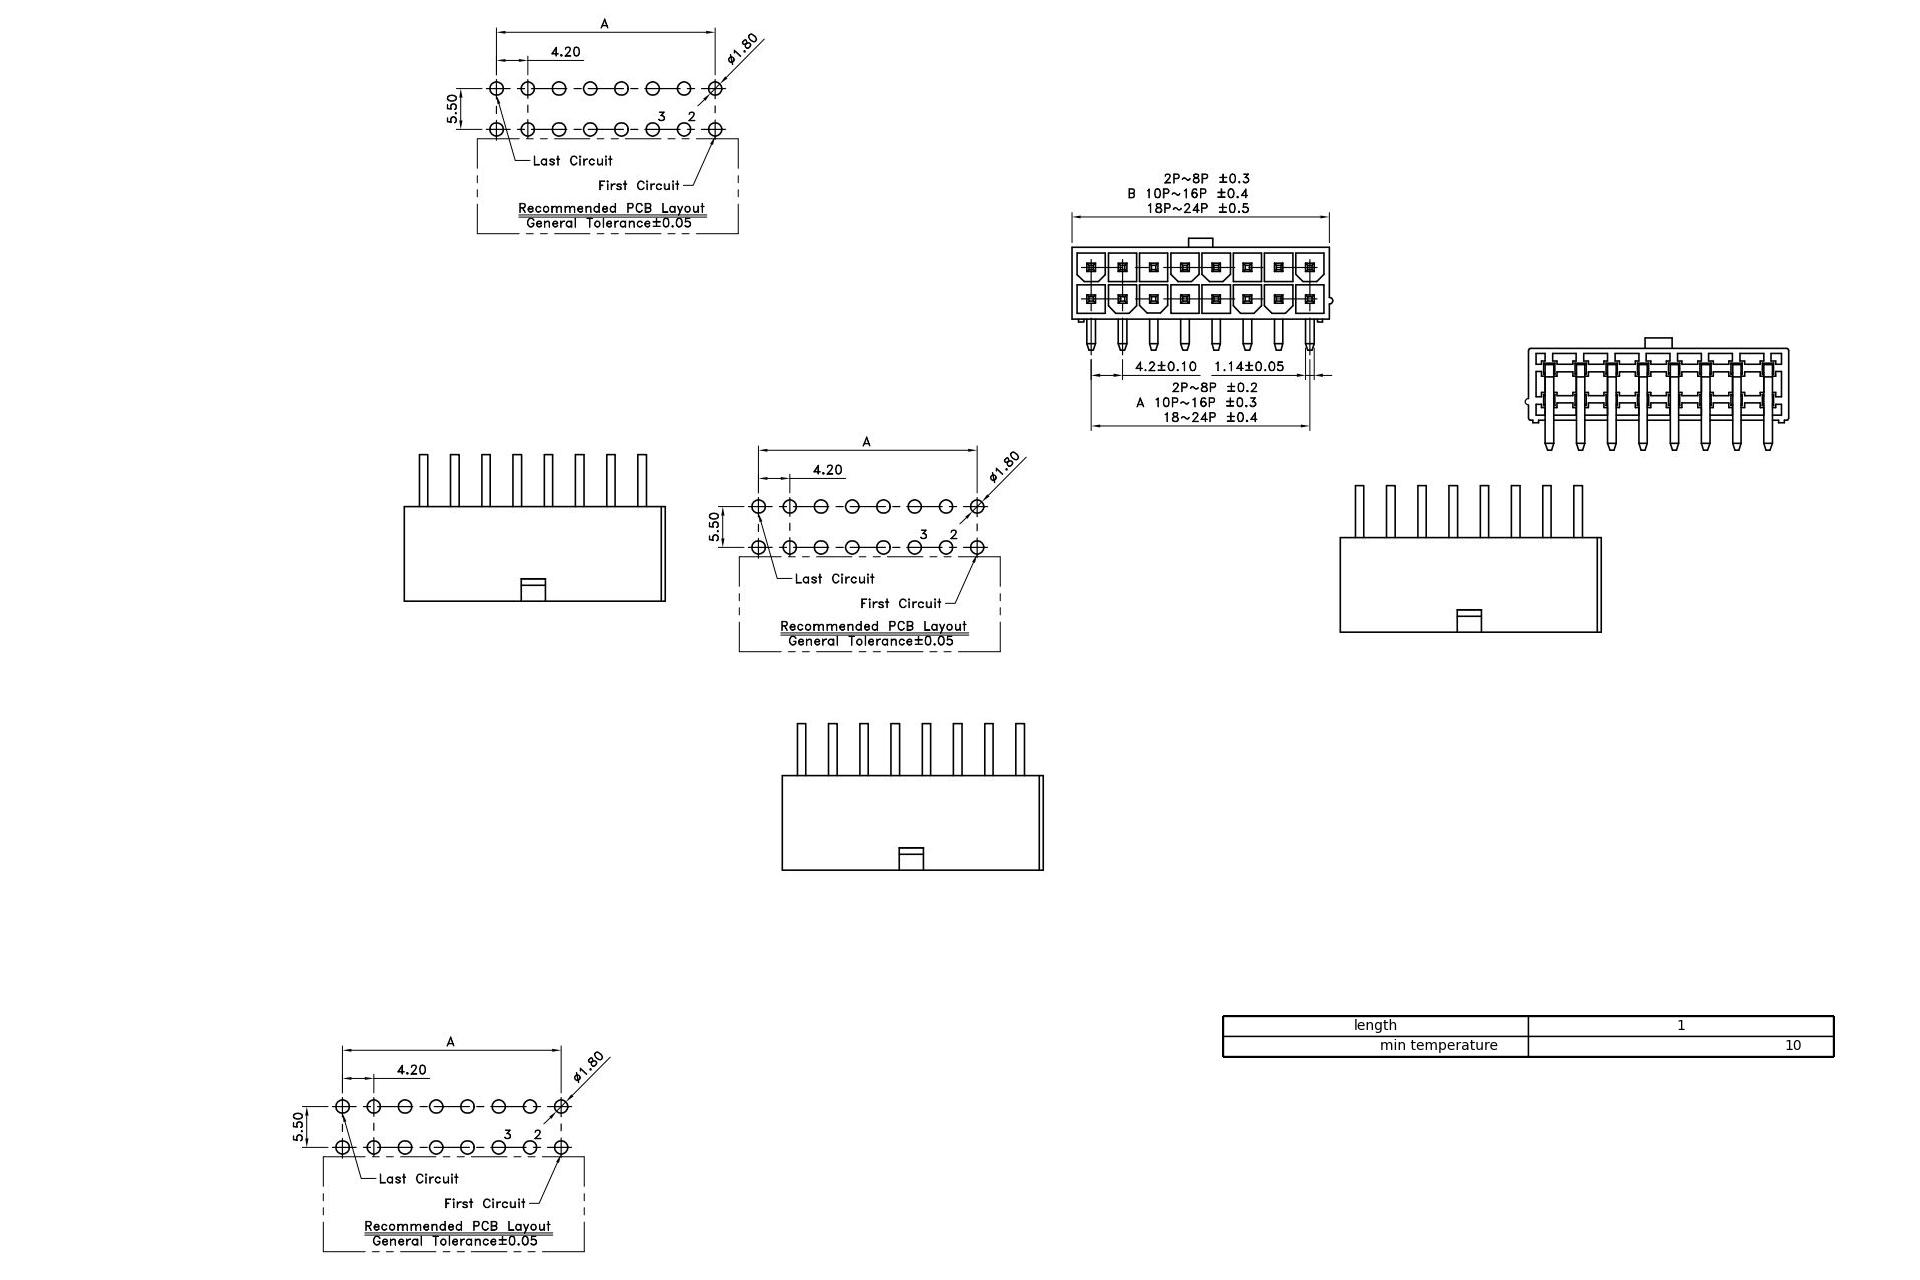 A
4.20
ø1.80
5.50
3 2
Last Circuit
First Circuit
Recommended PCB Layout
General Tolerance±0.05
2P~8P ±0.3
B 10P~16P ±0.4
18P~24P ±0.5
4.2±0.10 1.14±0.05
2P~8P ±0.2
A 10P~16P ±0.3
18~24P ±0.4
A
4.20
ø1.80
5.50
3 2
Last Circuit
First Circuit
Recommended PCB Layout
General Tolerance±0.05
length 1
min temperature 10
A
4.20
ø1.80
5.50
3 2
Last Circuit
First Circuit
Recommended PCB Layout
General Tolerance±0.05